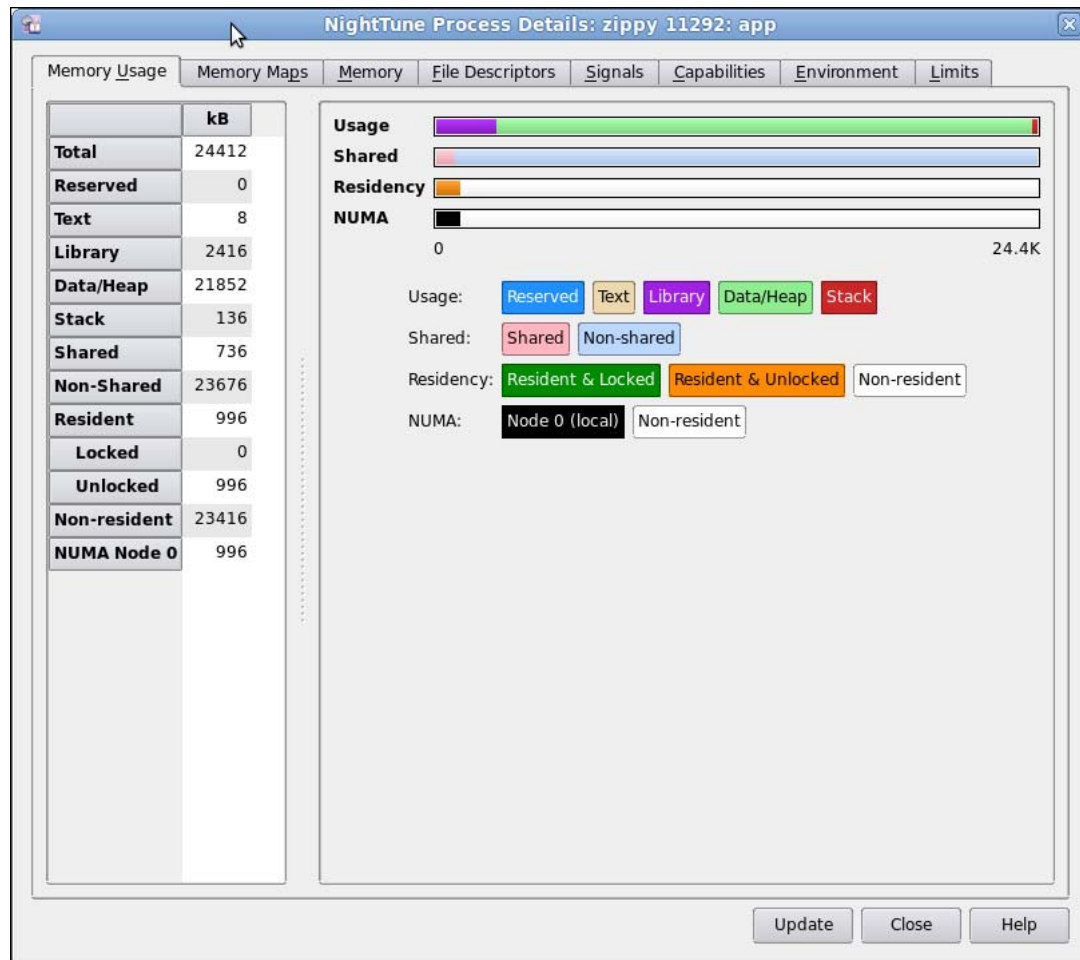 NightTune Process Details: zippy 11292: app
Memory Usage Memory Maps Memory File Descriptors Signals Capabilities Environment Limits
kB
Total 24412
Reserved 0
Text 8
Library 2416
Data/Heap 21852
Stack 136
Shared 736
Non-Shared 23676
Resident 996
Locked 0
Unlocked 996
Non-resident 23416
NUMA Node 0 996
Usage
Shared
Residency
NUMA
0 24.4K
Usage: Reserved Text Library Data/Heap Stack
Shared: Shared Non-shared
Residency: Resident & Locked Resident & Unlocked Non-resident
NUMA: Node 0 (local) Non-resident
Update Close Help